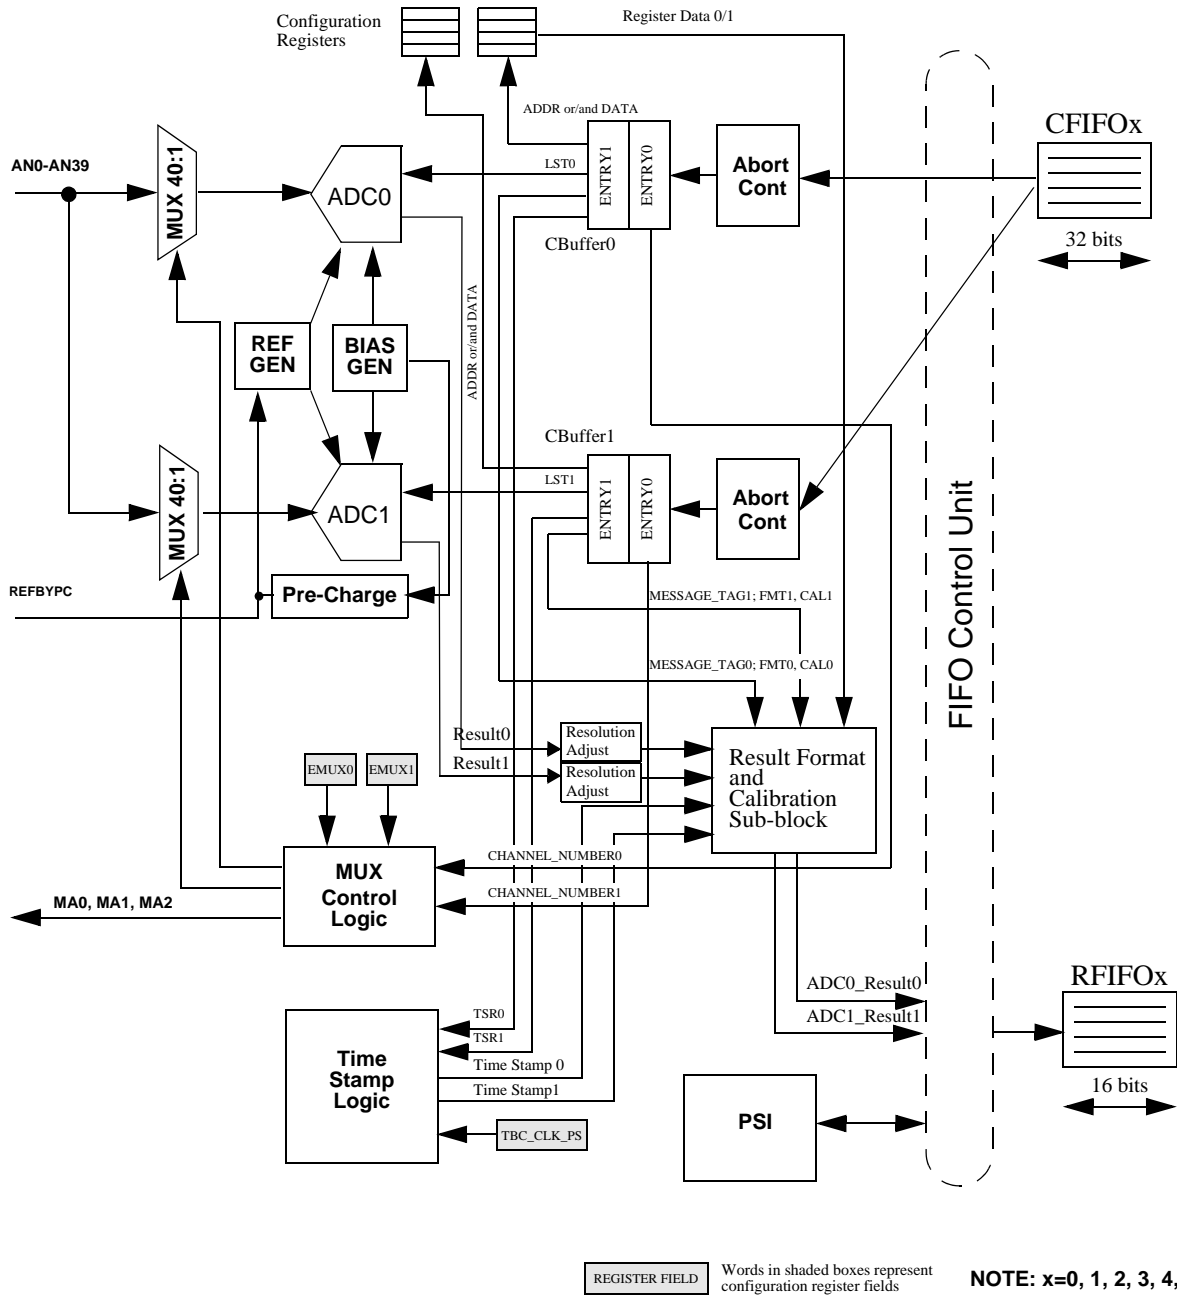 Configuration
Registers
Register Data 0/1
ADDR or/and DATA
CFIFOx
AN0-AN39
MUX 40:1
ADC0
LST0
ENTRY1
ENTRY0
Abort
Cont
CBuffer0
32 bits
REF
GEN
BIAS
GEN
ADDR or/and DATA
CBuffer1
MUX 40:1
ADC1
LST1
ENTRY1
ENTRY0
Abort
Cont
FIFO Control Unit
REFBYPC
Pre-Charge
MESSAGE_TAG1; FMT1, CAL1
MESSAGE_TAG0; FMT0, CAL0
Result0
Resolution
Adjust
Result1
Resolution
Adjust
Result Format
and
Calibration
Sub-block
EMUX0
EMUX1
MUX
Control
Logic
CHANNEL_NUMBER0
CHANNEL_NUMBER1
MA0, MA1, MA2
ADC0_Result0
ADC1_Result1
RFIFOx
16 bits
Time
Stamp
Logic
TSR0
TSR1
Time Stamp 0
Time Stamp1
TBC_CLK_PS
PSI
REGISTER FIELD
Words in shaded boxes represent
configuration register fields
NOTE: x=0, 1, 2, 3, 4,